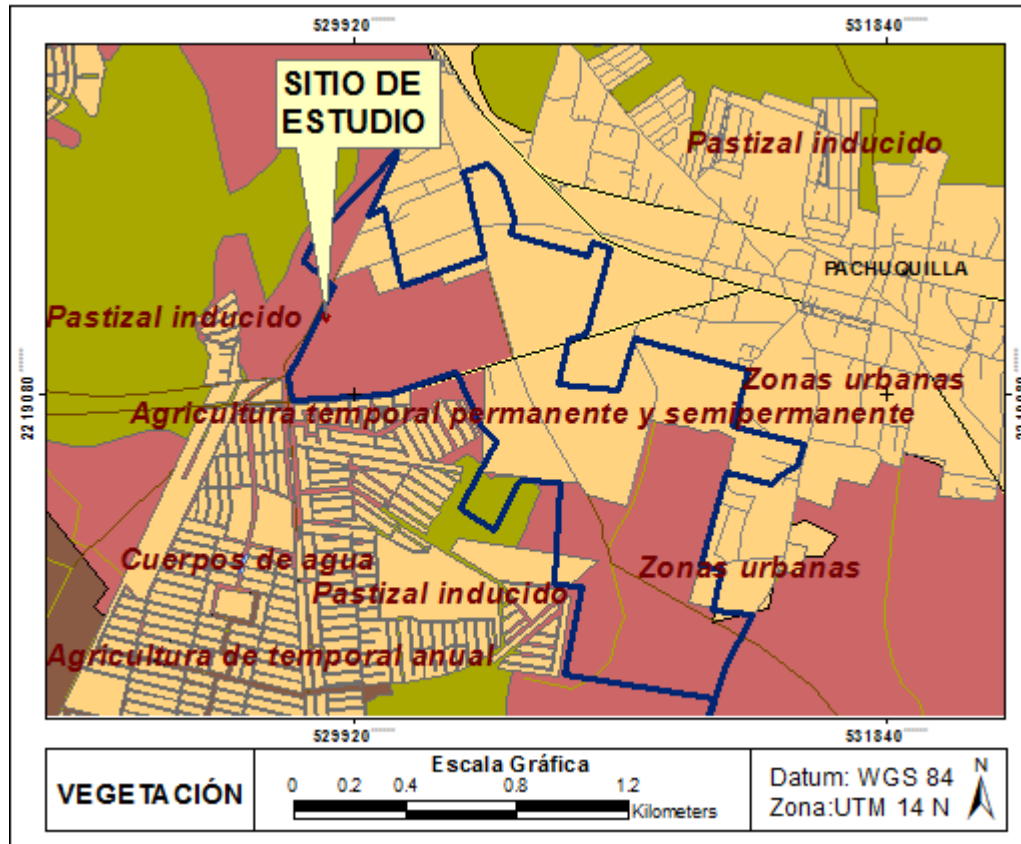 529920
531840
SITIO DE
ESTUDIO
Pastizal inducido
PACHUQUILLA
Pastizal inducido
2219080
Zonas urbanas
Agricultura temporal permanente y semipermanente
Cuerpos de agua
Zonas urbanas
Pastizal inducido
Agricultura de temporal anual
529920
531840
VEGETACIÓN
Escala Gráfica
0 0.2 0.4 0.8 1.2
Kilometers
Datum: WGS 84
Zona:UTM 14 N
N